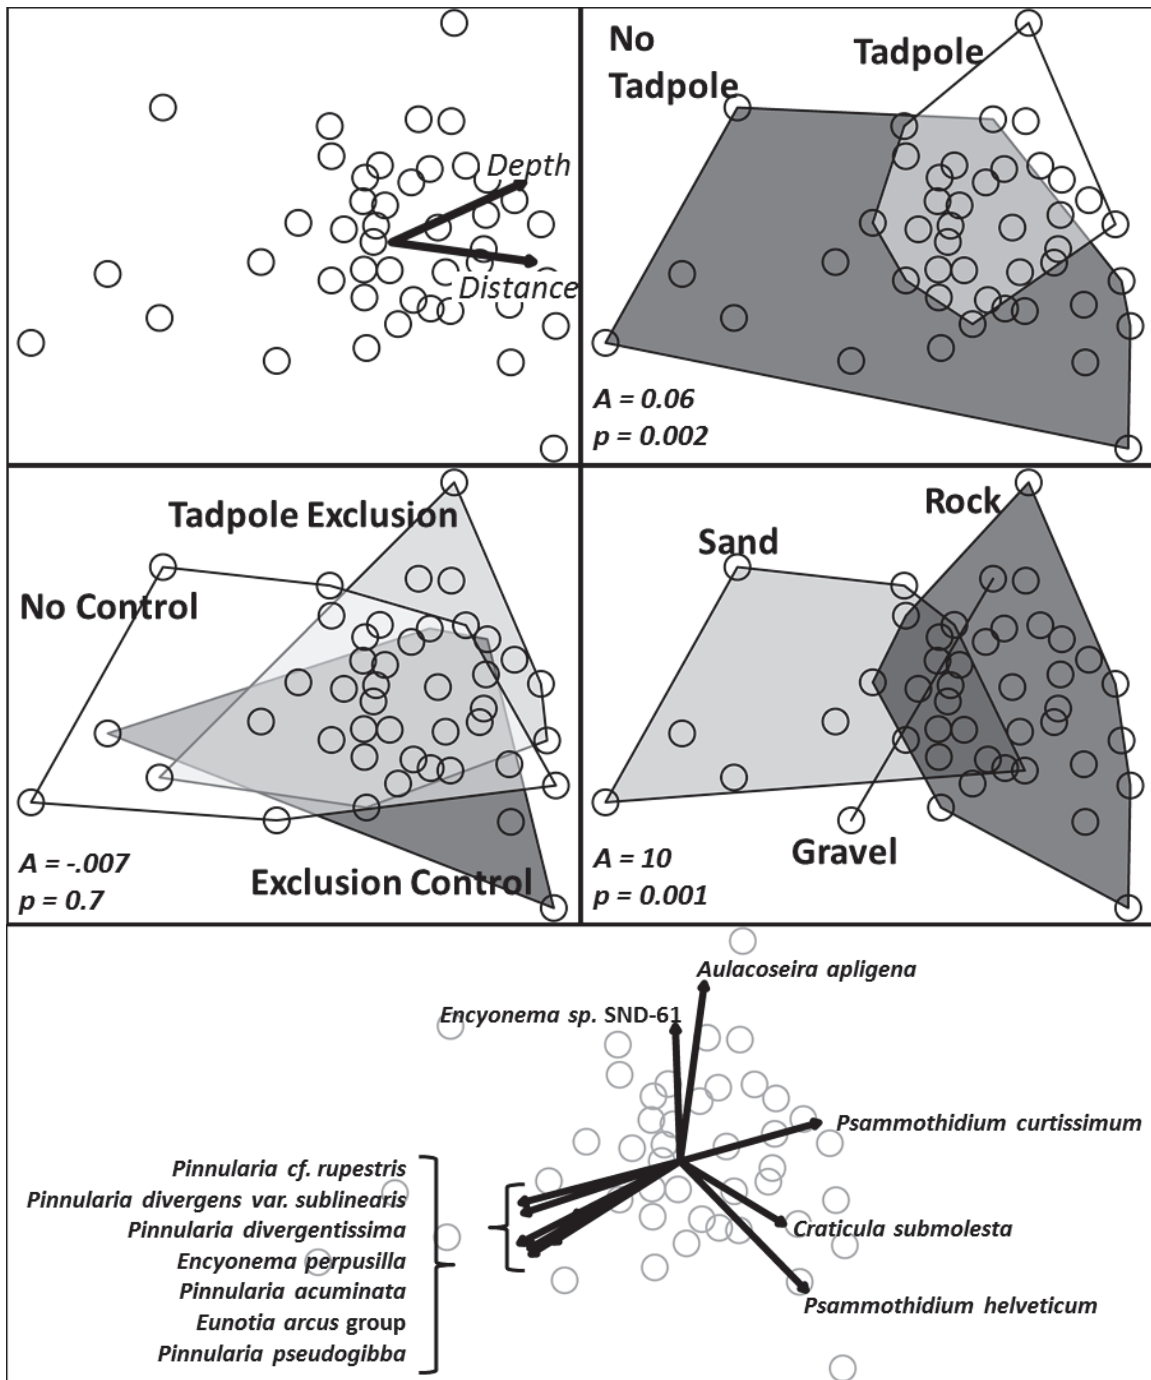 Depth
Distance
No
Tadpole
Tadpole
A = 0.06
p = 0.002
Tadpole Exclusion
No Control
A = -.007
p = 0.7
Exclusion Control
Rock
Sand
Gravel
A = 10
p = 0.001
Aulacoseira apligena
Encyonema sp. SND-61
Psammothidium curtissimum
Pinnularia cf. rupestris
Pinnularia divergens var. sublinearis
Pinnularia divergentissima
Encyonema perpusilla
Pinnularia acuminata
Eunotia arcus group
Pinnularia pseudogibba
Craticula submolesta
Psammothidium helveticum